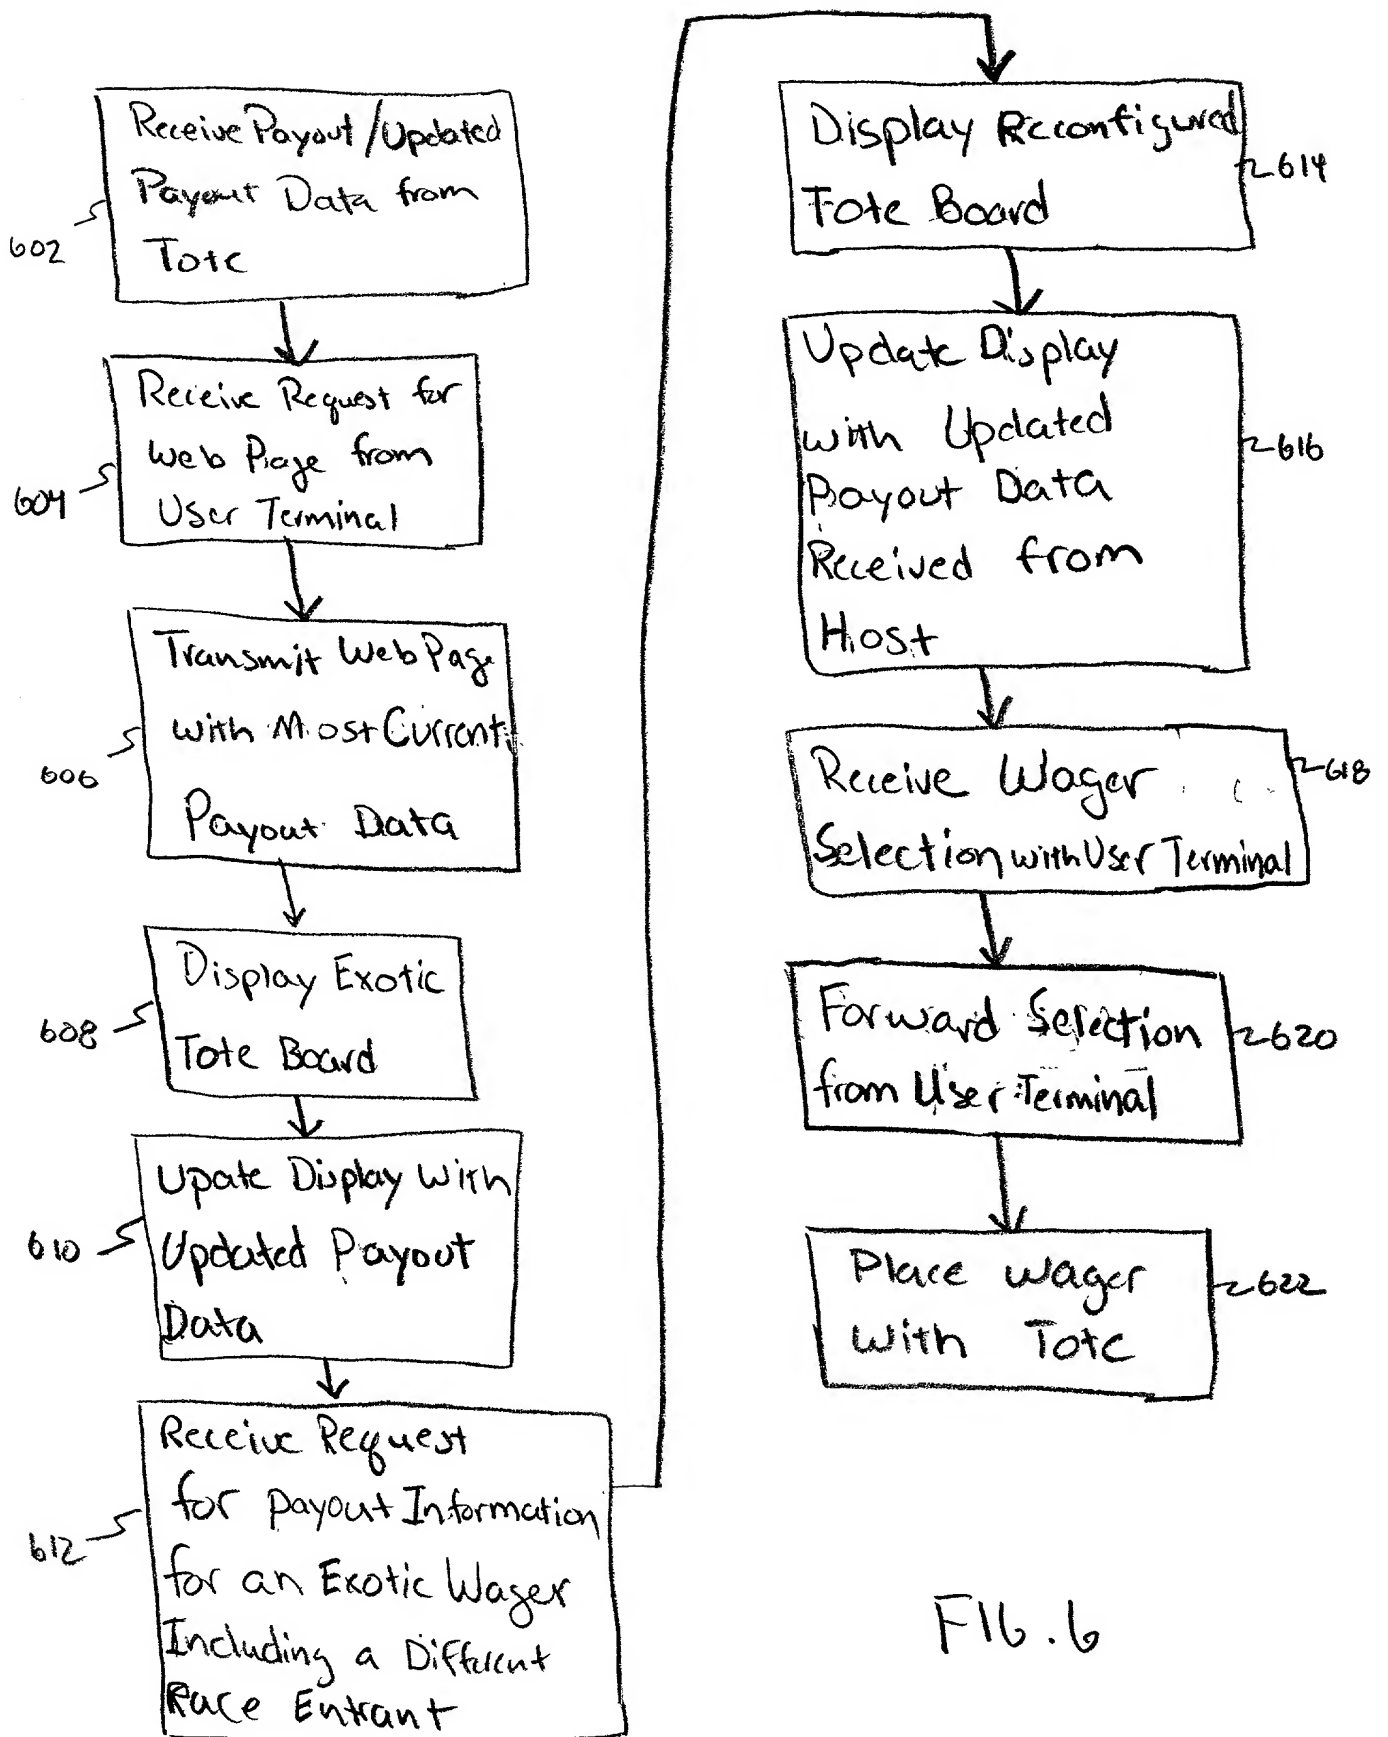 Receive Payout/Updated
Payout Data from
Tote
602
Receive Request for
Web Page from
User Terminal
604
Transmit Web Page
with Most Current
Payout Data
606
Display Exotic
Tote Board
608
Upate Display With
Updated Payout
Data
610
Receive Request
for payout Information
for an Exotic Wager
Including a Different
Race Entrant
612
Display Reconfigured
Tote Board
614
Update Display
with Updated
Payout Data
Received from
Host
616
Receive Wager
Selection with User Terminal
618
Forward Selection
from User Terminal
620
Place wager
with Tote
622
FIG. 6